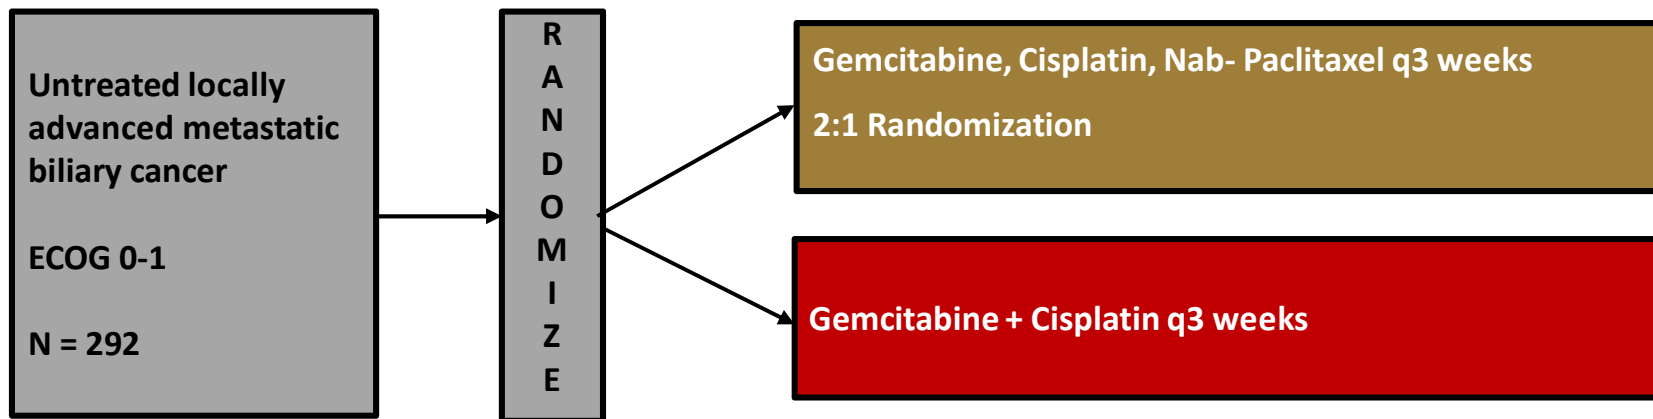 Untreated locally
advanced metastatic
biliary cancer
ECOG 0-1
N = 292
R
A
N
D
O
M
I
Z
E
Gemcitabine, Cisplatin, Nab- Paclitaxel q3 weeks
2:1 Randomization
Gemcitabine + Cisplatin q3 weeks